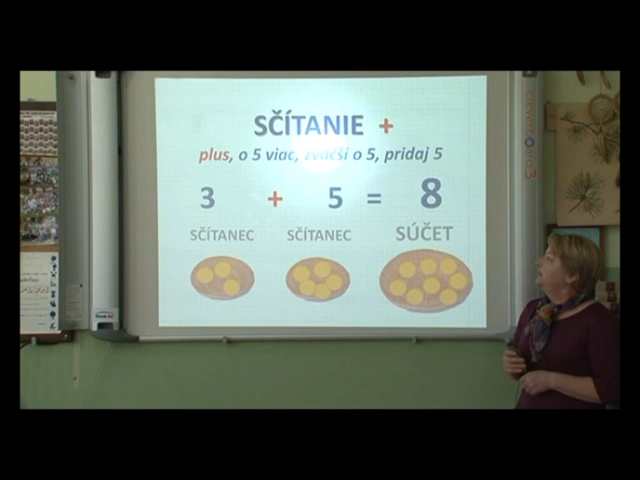 SČÍTANIE +
plus, o 5 viac, zväčši o 5, pridaj 5
3 + 5 = 8
SČÍTANEC SČÍTANEC SÚČET